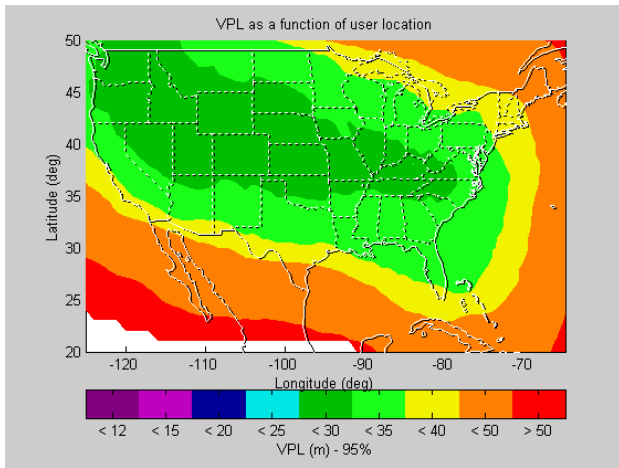 VPL as a function of user location
50
45
40
35
30
25
20
Latitude (deg)
-120 -110 -100 -90 -80 -70
Longitude (deg)
< 12 < 15 < 20 < 25 < 30 < 35 < 40 < 50 > 50
VPL (m) - 95%